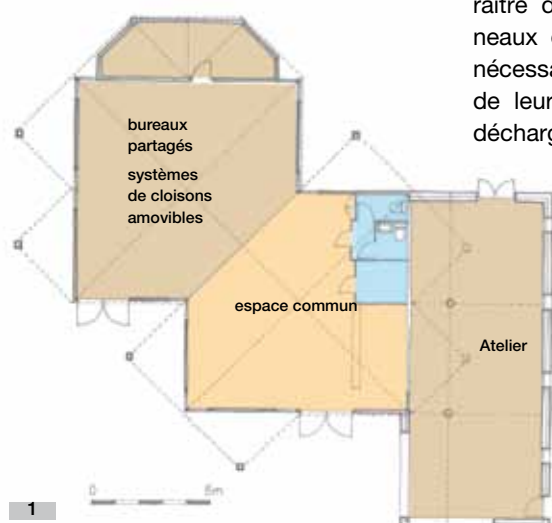 raître d
neaux d
nécessa
de leur
décharg
bureaux
partagés
systèmes
de cloisons
amovibles
espace commun
Atelier
0 5m
1